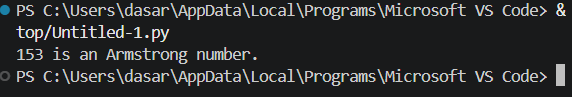 PS C:\Users\dasar\AppData\Local\Programs\Microsoft VS Code> &
top/Untitled-1.py
153 is an Armstrong number.
PS C:\Users\dasar\AppData\Local\Programs\Microsoft VS Code>